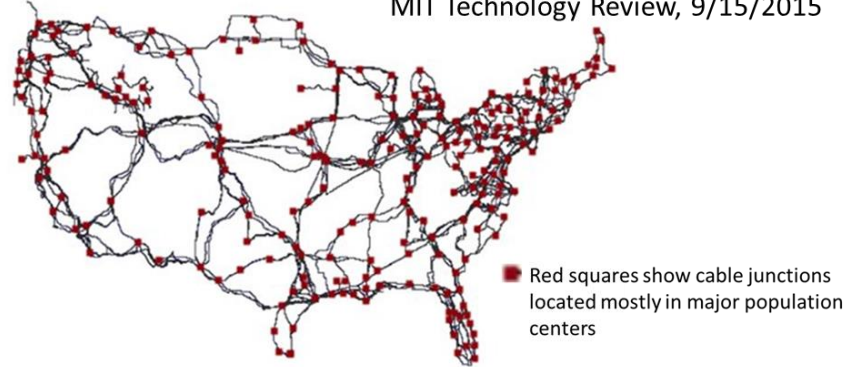 MIT Technology Review, 9/15/2015
Red squares show cable junctions
located mostly in major population
centers